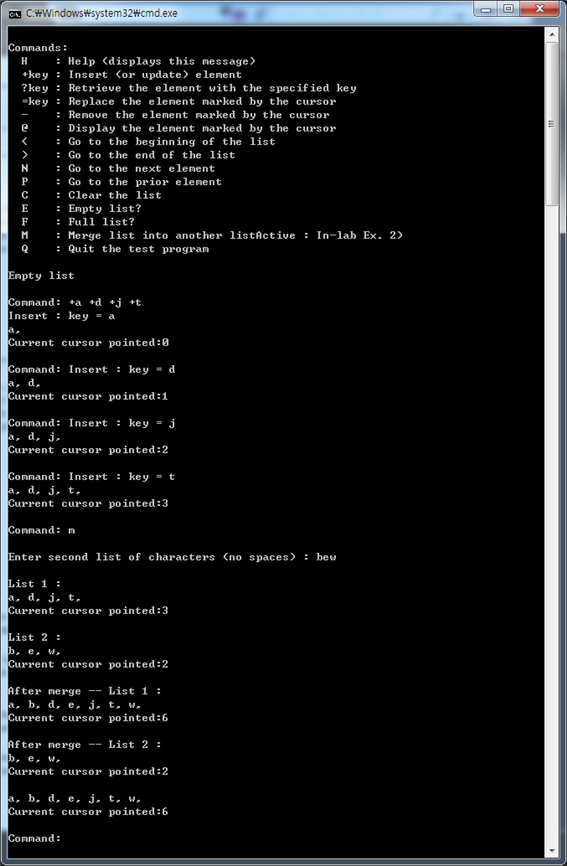 C:\Windows\system32\cmd.exe
Commands:
H : Help (displays this message)
+key : Insert (or update) element
?key : Retrieve the element with the specified key
=key : Replace the element marked by the cursor
- : Remove the element marked by the cursor
@ : Display the element marked by the cursor
< : Go to the beginning of the list
> : Go to the end of the list
N : Go to the next element
P : Go to the prior element
C : Clear the list
E : Empty list?
F : Full list?
M : Merge list into another listActive : In-lab Ex. 2)
Q : Quit the test program
Empty list
Command: +a +d +j +t
Insert : key = a
a,
Current cursor pointed:0
Command: Insert : key = d
a, d,
Current cursor pointed:1
Command: Insert : key = j
a, d, j,
Current cursor pointed:2
Command: Insert : key = t
a, d, j, t,
Current cursor pointed:3
Command: m
Enter second list of characters (no spaces) : bew
List 1 :
a, d, j, t,
Current cursor pointed:3
List 2 :
b, e, w,
Current cursor pointed:2
After merge -- List 1 :
a, b, d, e, j, t, w,
Current cursor pointed:6
After merge -- List 2 :
b, e, w,
Current cursor pointed:2
a, b, d, e, j, t, w,
Current cursor pointed:6
Command: